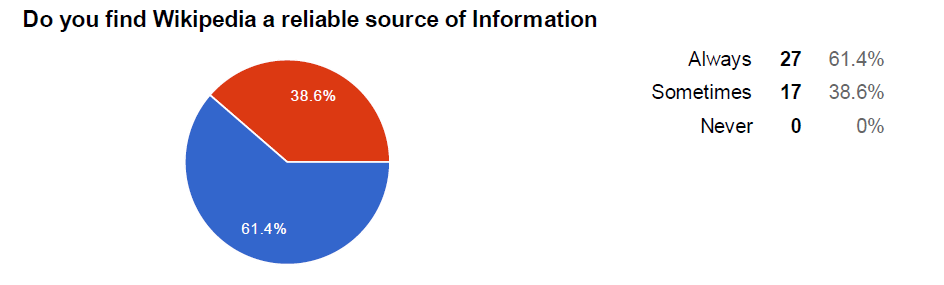 Do you find Wikipedia a reliable source of Information
Always 27 61.4%
Sometimes 17 38.6%
Never 0 0%
38.6%
61.4%